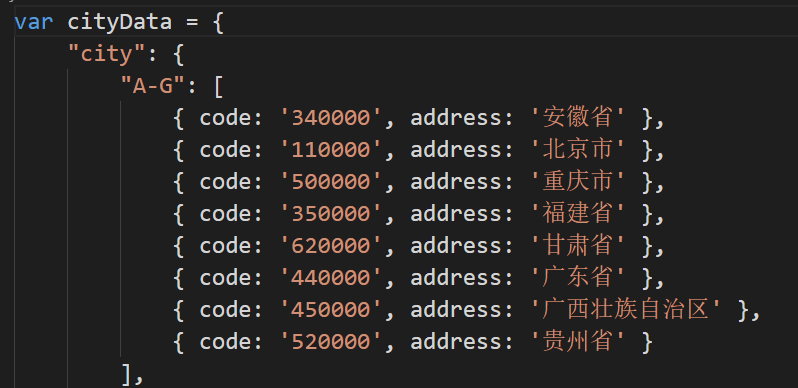 var cityData = {
"city": {
"A-G": [
{ code: '340000', address: '安徽省' },
{ code: '110000', address: '北京市' },
{ code: '500000', address: '重庆市' },
{ code: '350000', address: '福建省' },
{ code: '620000', address: '甘肃省' },
{ code: '440000', address: '广东省' },
{ code: '450000', address: '广西壮族自治区' },
{ code: '520000', address: '贵州省' }
],